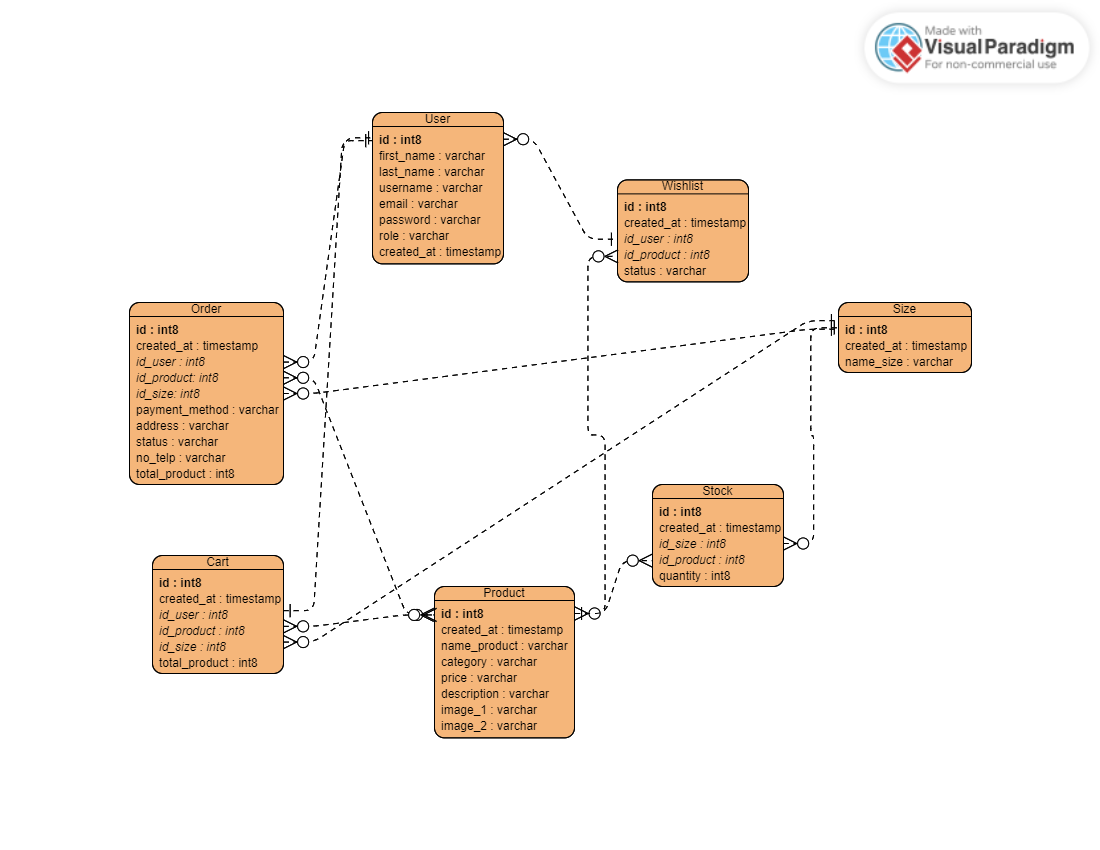 Made with
Visual Paradigm
For non-commercial use
User
id : int8
first_name : varchar
last_name : varchar
username : varchar
email : varchar
password : varchar
role : varchar
created_at : timestamp
Wishlist
id : int8
created_at : timestamp
id_user : int8
id_product : int8
status : varchar
Order
id : int8
created_at : timestamp
id_user : int8
id_product: int8
id_size: int8
payment_method : varchar
address : varchar
status : varchar
no_telp : varchar
total_product : int8
Size
id : int8
created_at : timestamp
name_size : varchar
Stock
id : int8
created_at : timestamp
id_size : int8
id_product : int8
quantity : int8
Cart
id : int8
created_at : timestamp
id_user : int8
id_product : int8
id_size : int8
total_product : int8
Product
id : int8
created_at : timestamp
name_product : varchar
category : varchar
price : varchar
description : varchar
image_1 : varchar
image_2 : varchar